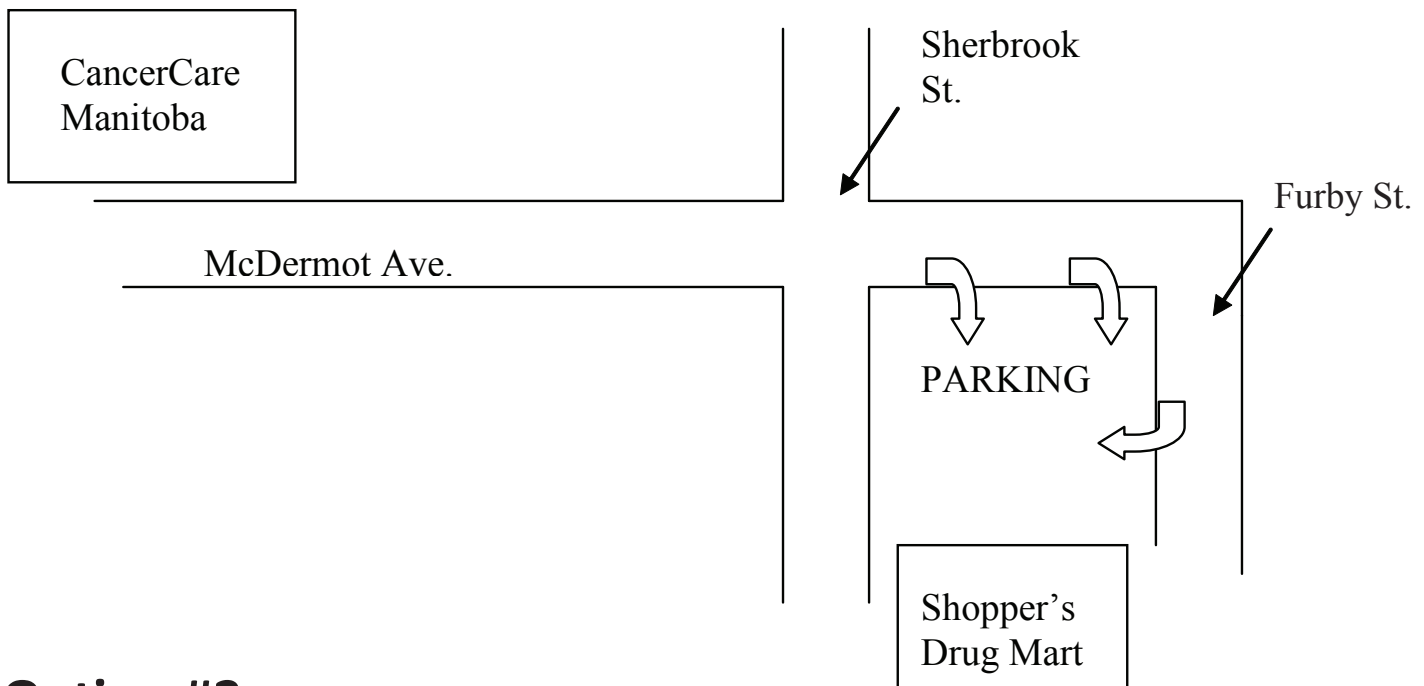 CancerCare
Manitoba
Sherbrook
St.
Furby St.
McDermot Ave.
PARKING
Shopper’s
Drug Mart